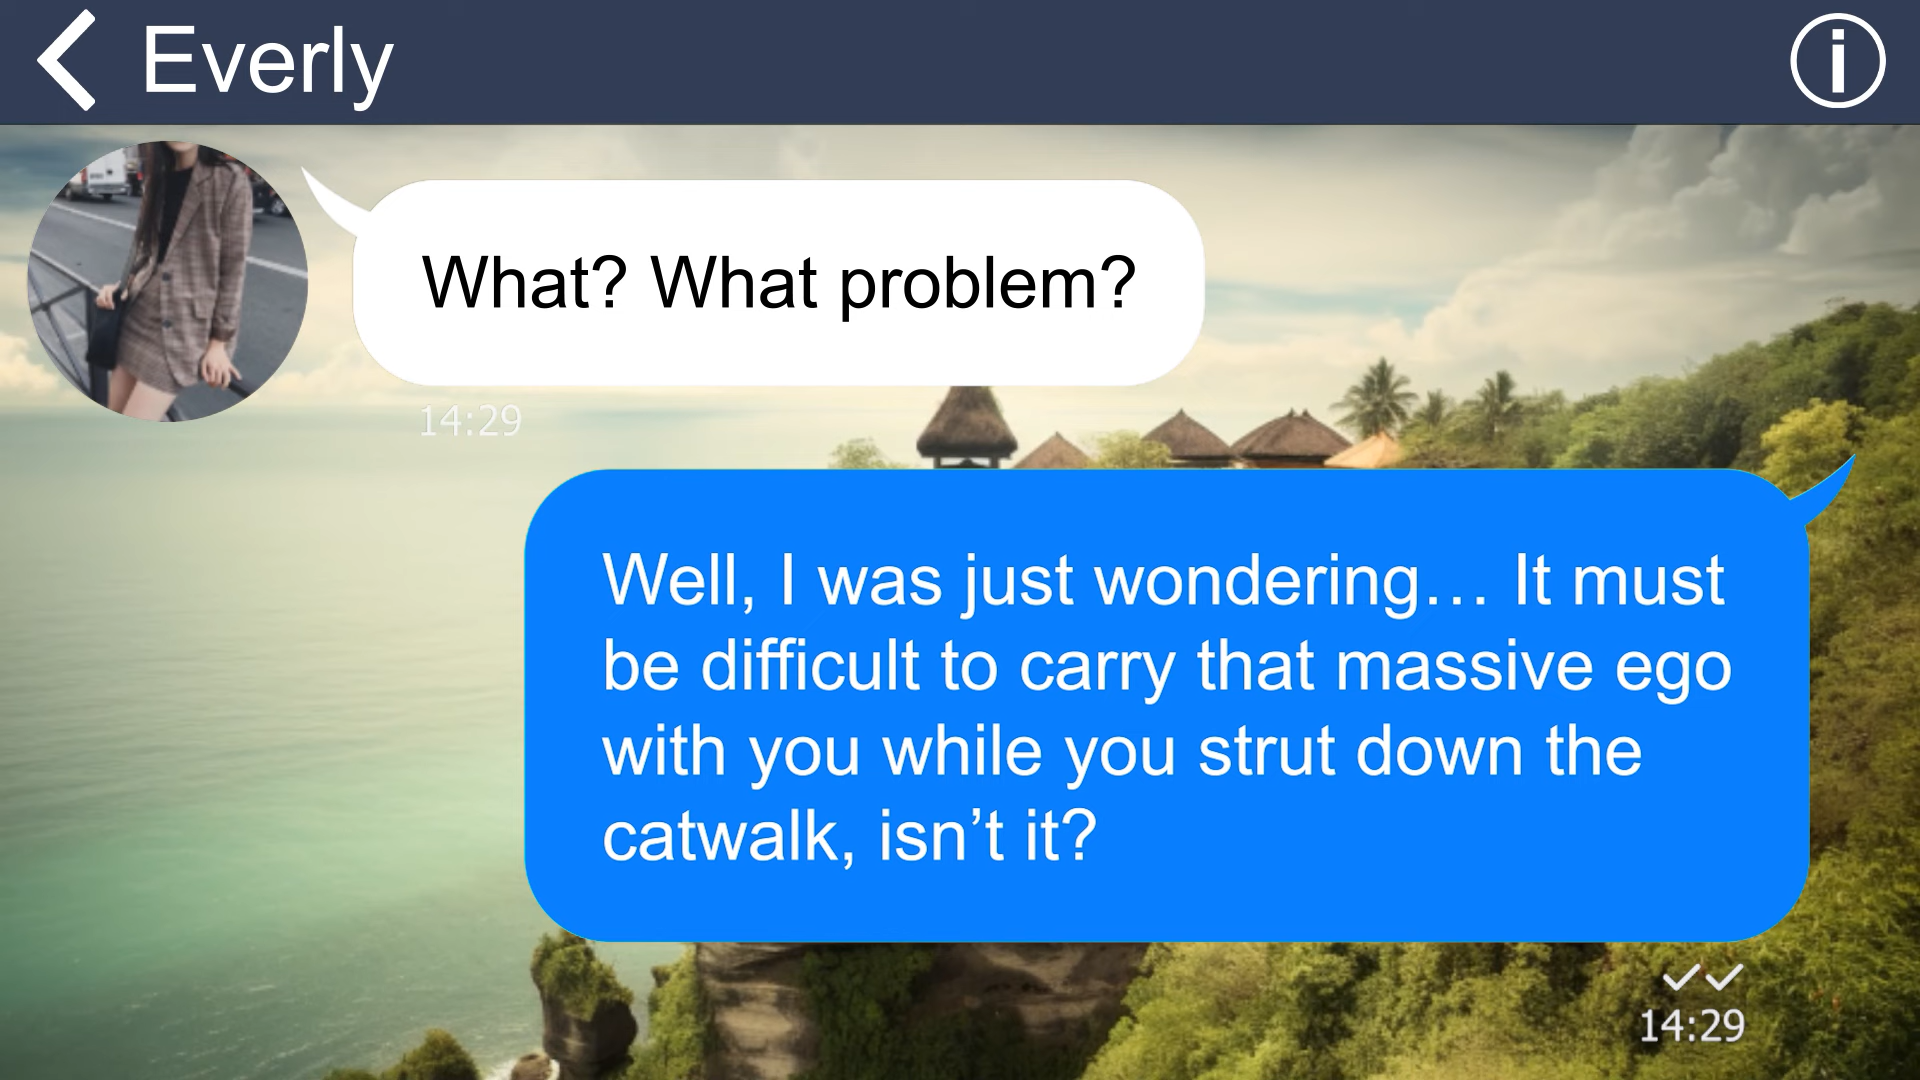 Everly
What? What problem?
14:29
Well, I was just wondering… It must
be difficult to carry that massive ego
with you while you strut down the
catwalk, isn’t it?
14:29